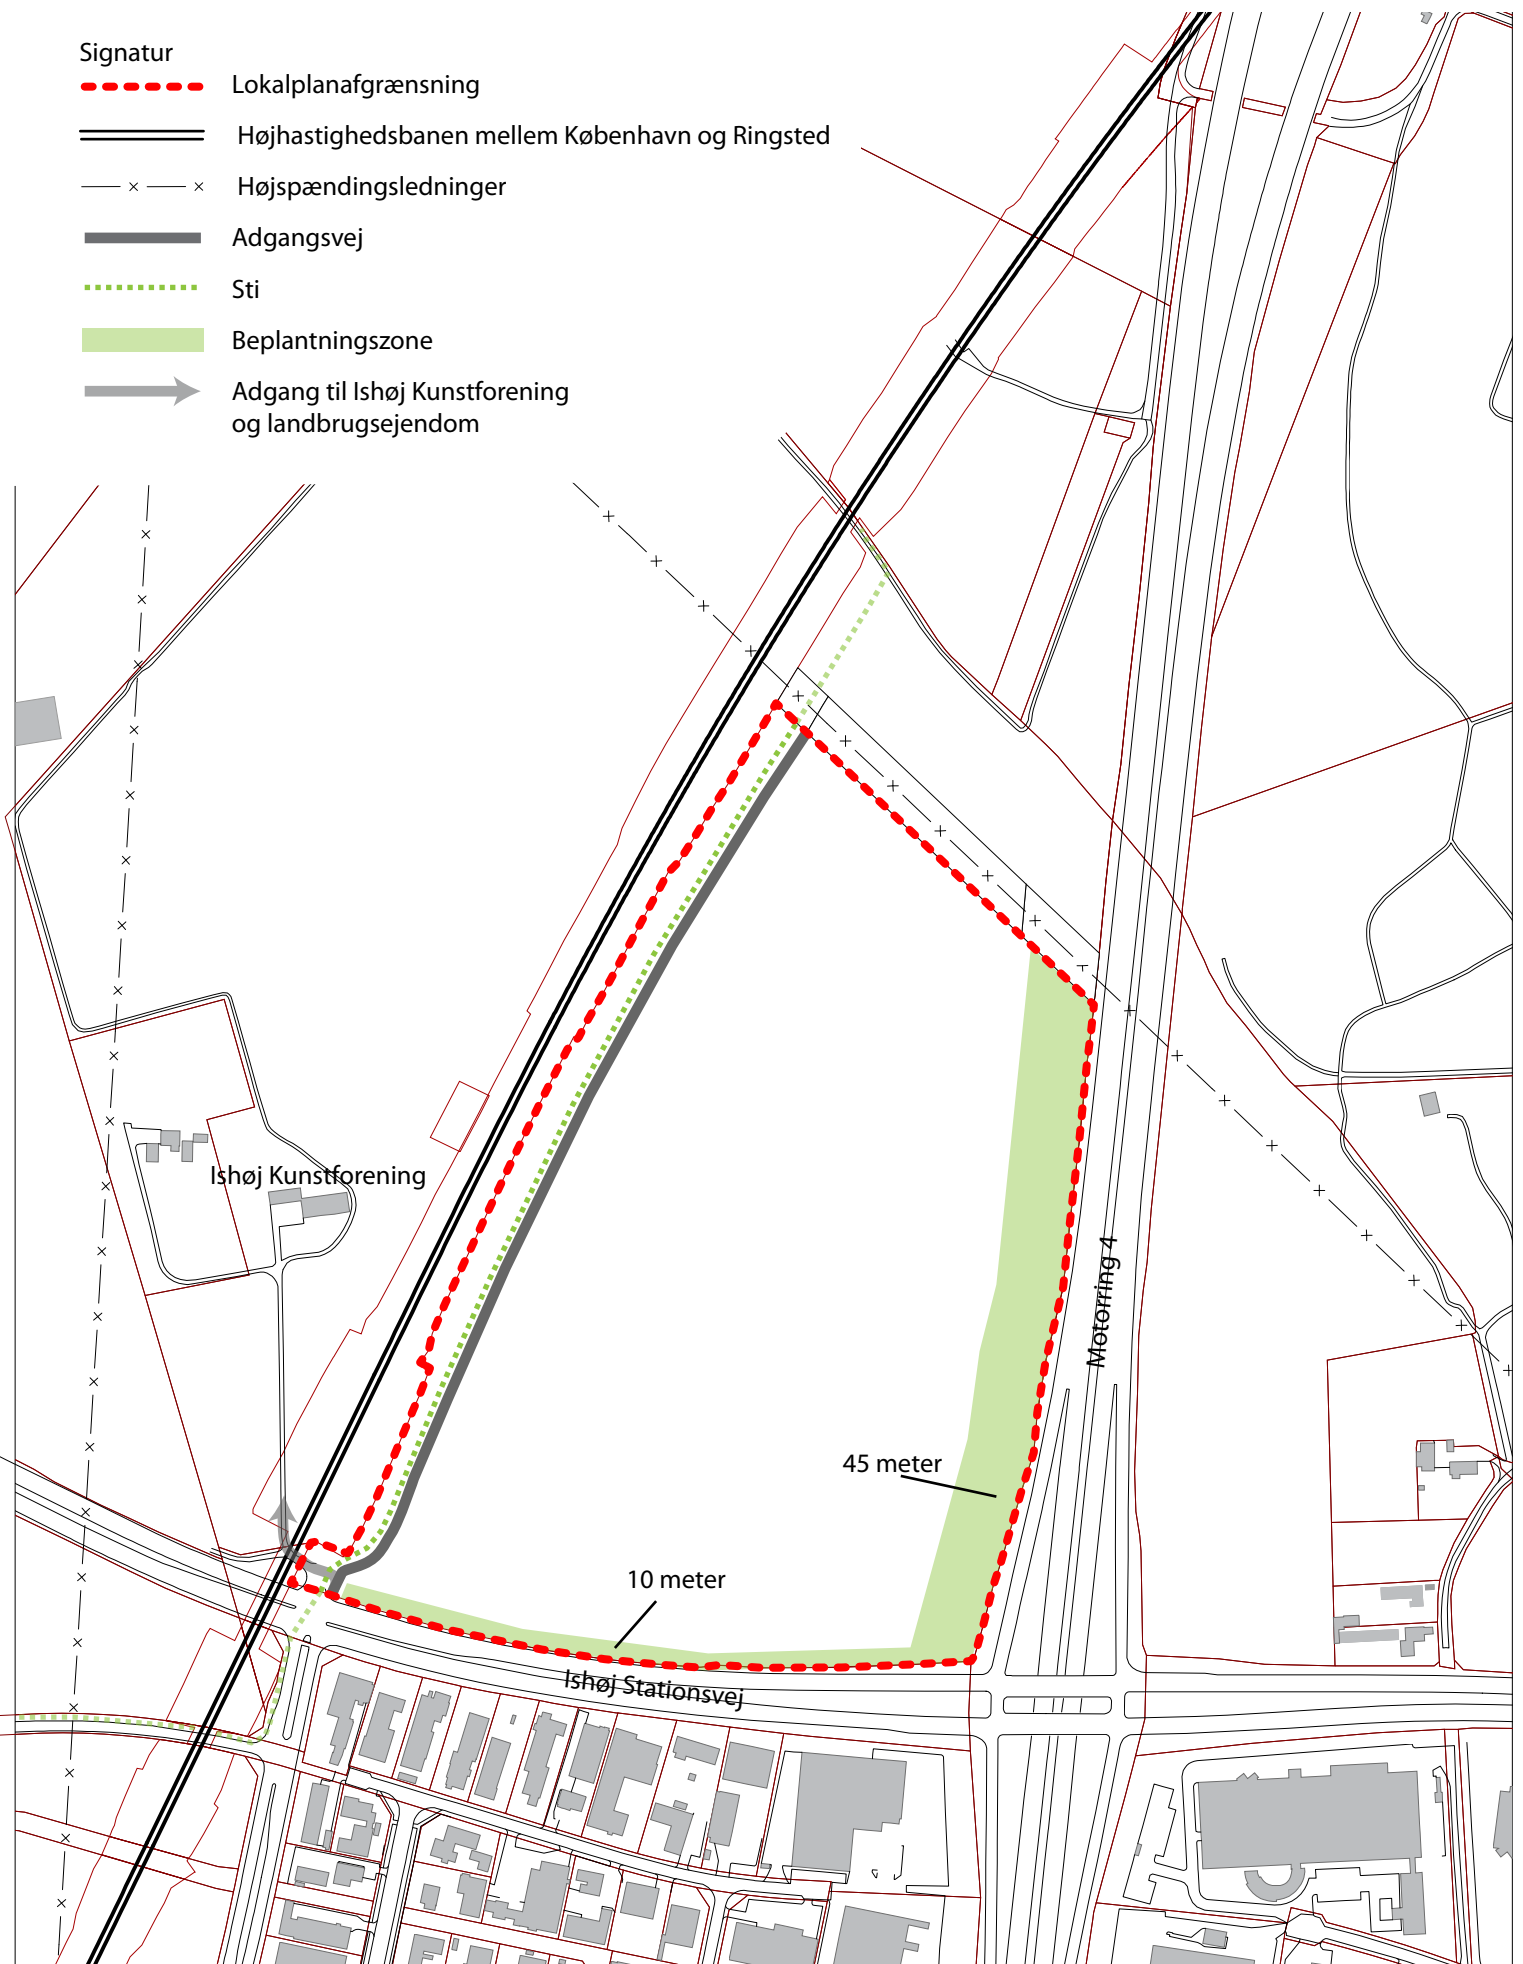 Signatur
Lokalplanafgrænsning
Højhastighedsbanen mellem København og Ringsted
Højspændingsledninger
Adgangsvej
Sti
Beplantningszone
Adgang til Ishøj Kunstforening
og landbrugsejendom
Ishøj Kunstforening
Motorring 4
45 meter
10 meter
Ishøj Stationsvej